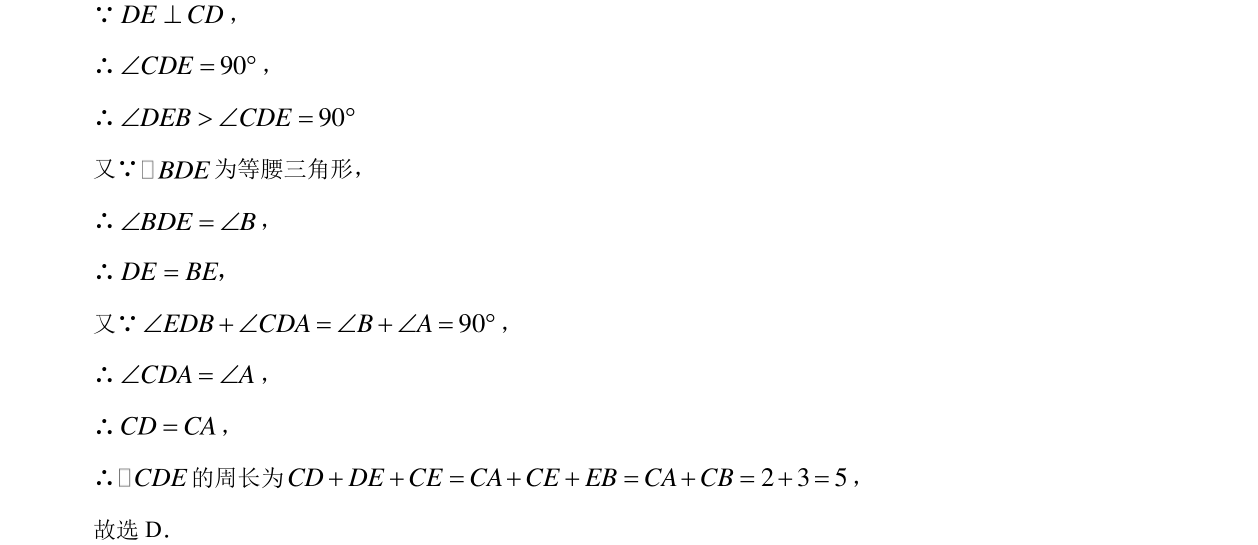 ∵ DE ⊥ CD，
∴ ∠CDE = 90°，
∴ ∠DEB > ∠CDE = 90°
又∵ □BDE 为等腰三角形，
∴ ∠BDE = ∠B，
∴ DE = BE，
又∵ ∠EDB + ∠CDA = ∠B + ∠A = 90°，
∴ ∠CDA = ∠A，
∴ CD = CA，
∴ □CDE 的周长为 CD + DE + CE = CA + CE + EB = CA + CB = 2 + 3 = 5，
故选 D．